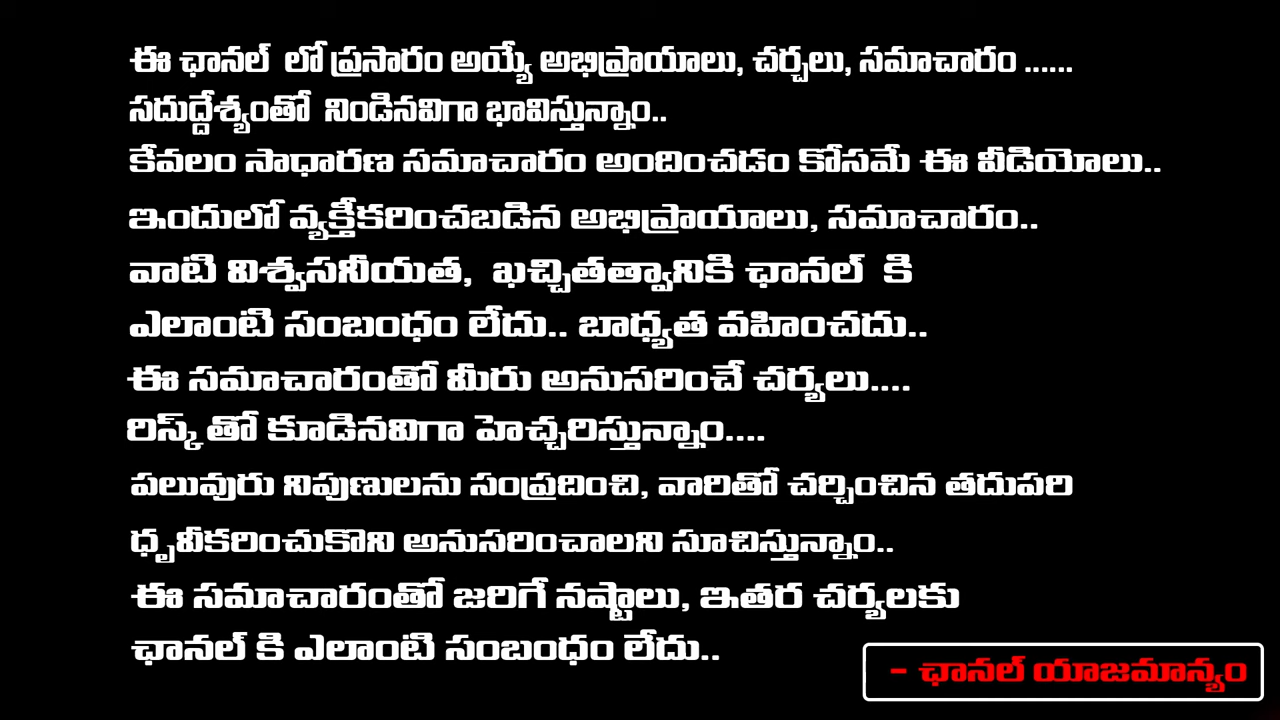 ఈ ఛానల్ లో ప్రసారం అయ్యే అభిప్రాయాలు, చర్చలు, సమాచారం ......
సదుద్దేశ్యంతో నిండినవిగా భావిస్తున్నాం..
కేవలం సాధారణ సమాచారం అందించడం కోసమే ఈ వీడియోలు..
ఇందులో వ్యక్తీకరించబడిన అభిప్రాయాలు, సమాచారం..
వాటి విశ్వసనీయత, ఖచ్చితత్వానికి ఛానల్ కి
ఎలాంటి సంబంధం లేదు.. బాధ్యత వహించదు..
ఈ సమాచారంతో మీరు అనుసరించే చర్యలు....
రిస్క్ తో కూడినవిగా హెచ్చరిస్తున్నాం....
పలువురు నిపుణులను సంప్రదించి, వారితో చర్చించిన తదుపరి
ధృవీకరించుకొని అనుసరించాలని సూచిస్తున్నాం..
ఈ సమాచారంతో జరిగే నష్టాలు, ఇతర చర్యలకు
ఛానల్ కి ఎలాంటి సంబంధం లేదు..
- ఛానల్ యాజమాన్యం